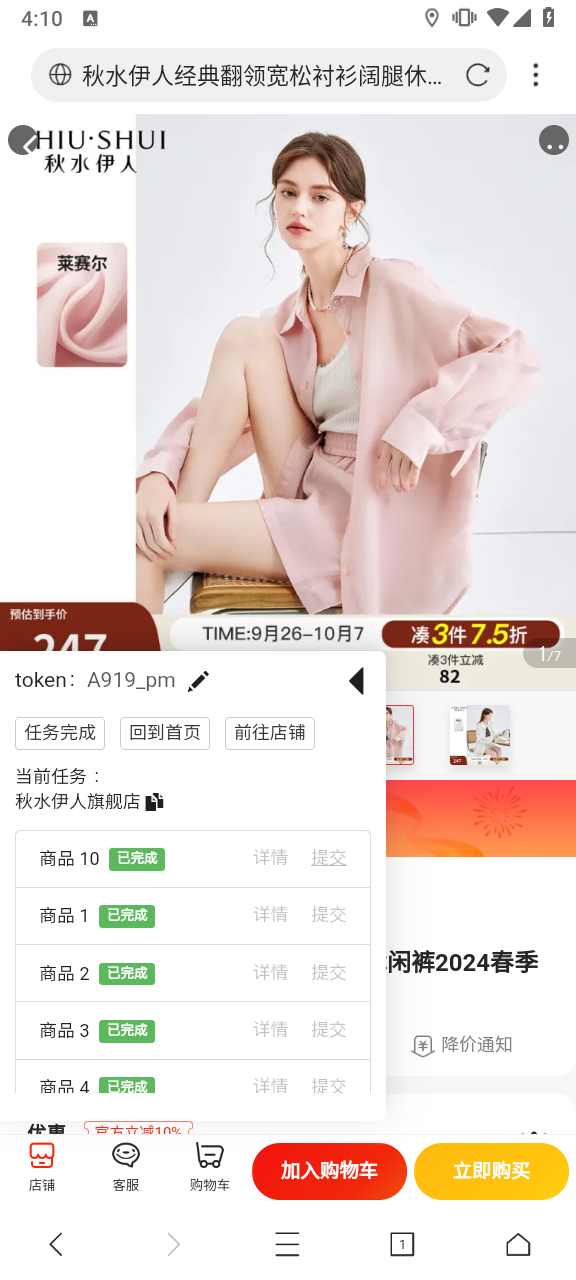 4:10
秋水伊人经典翻领宽松衬衫阔腿休...
HIU·SHUI
秋水伊人
莱赛尔
预估到手价
247
TIME:9月26-10月7
凑3件7.5折
凑3件立减
82
1/7
token: A919_pm
任务完成 回到首页 前往店铺
当前任务:
秋水伊人旗舰店
商品 10 已完成 详情 提交
商品 1 已完成 详情 提交
商品 2 已完成 详情 提交
闲裤2024春季
商品 3 已完成 详情 提交
降价通知
商品 4 已完成 详情 提交
优惠 官方立减10%
店铺 客服 购物车 加入购物车 立即购买
1